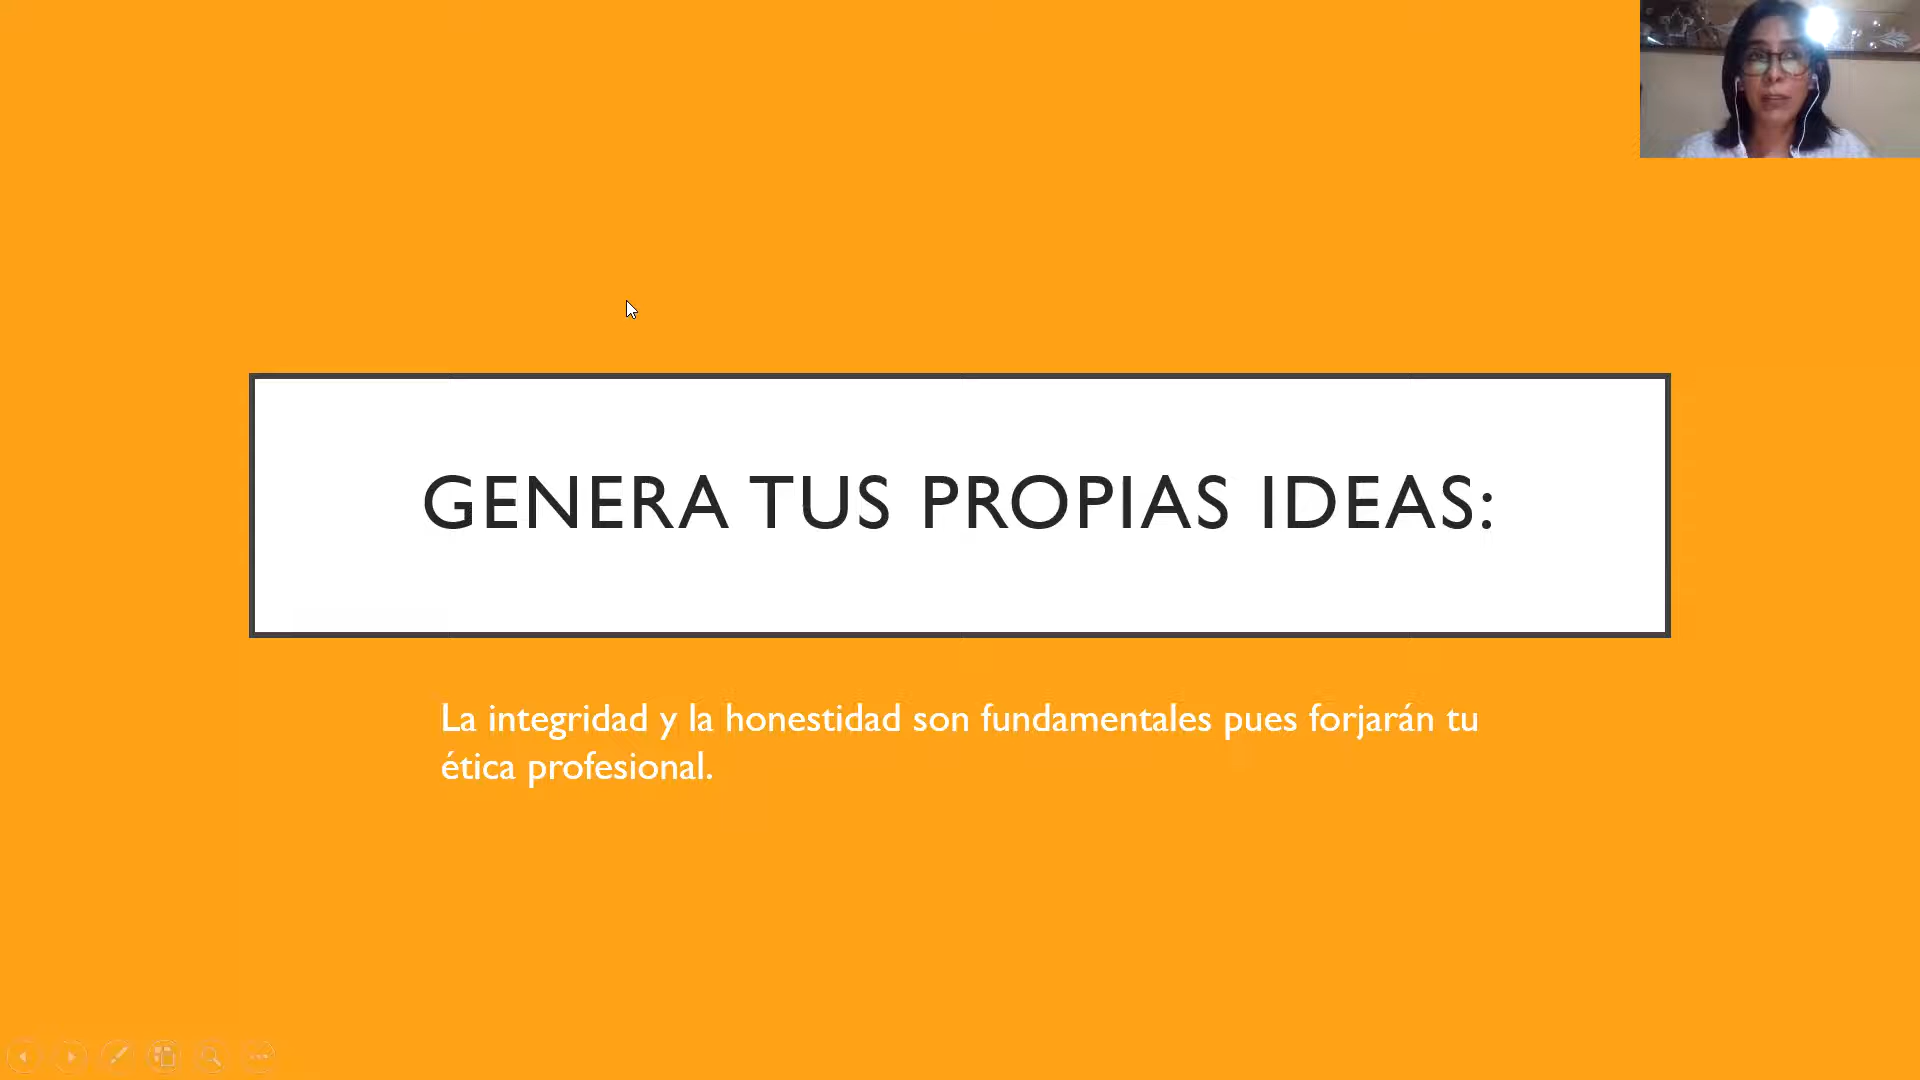 GENERA TUS PROPIAS IDEAS:
La integridad y la honestidad son fundamentales pues forjarán tu
ética profesional.